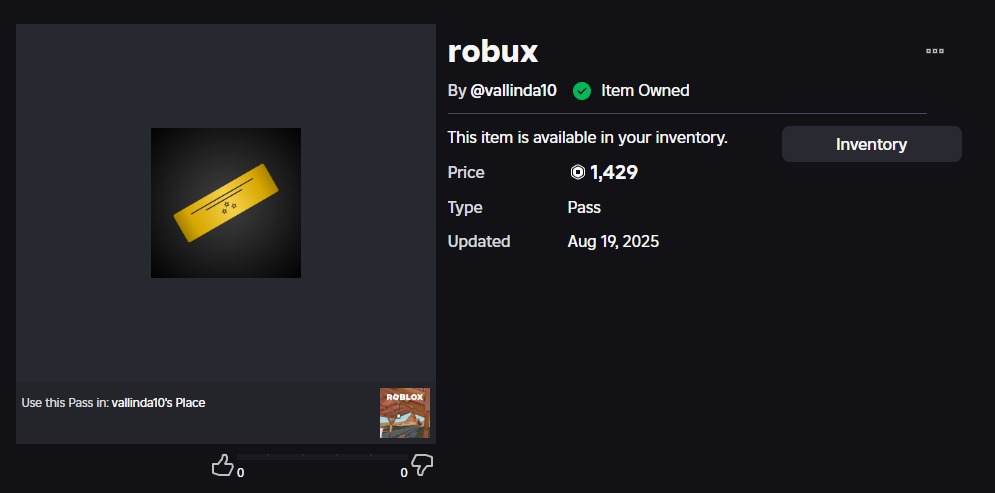 robux
By @vallinda10 Item Owned
This item is available in your inventory.
Inventory
Price 1,429
Type Pass
Updated Aug 19, 2025
Use this Pass in: vallinda10's Place
ROBLOX
0 0